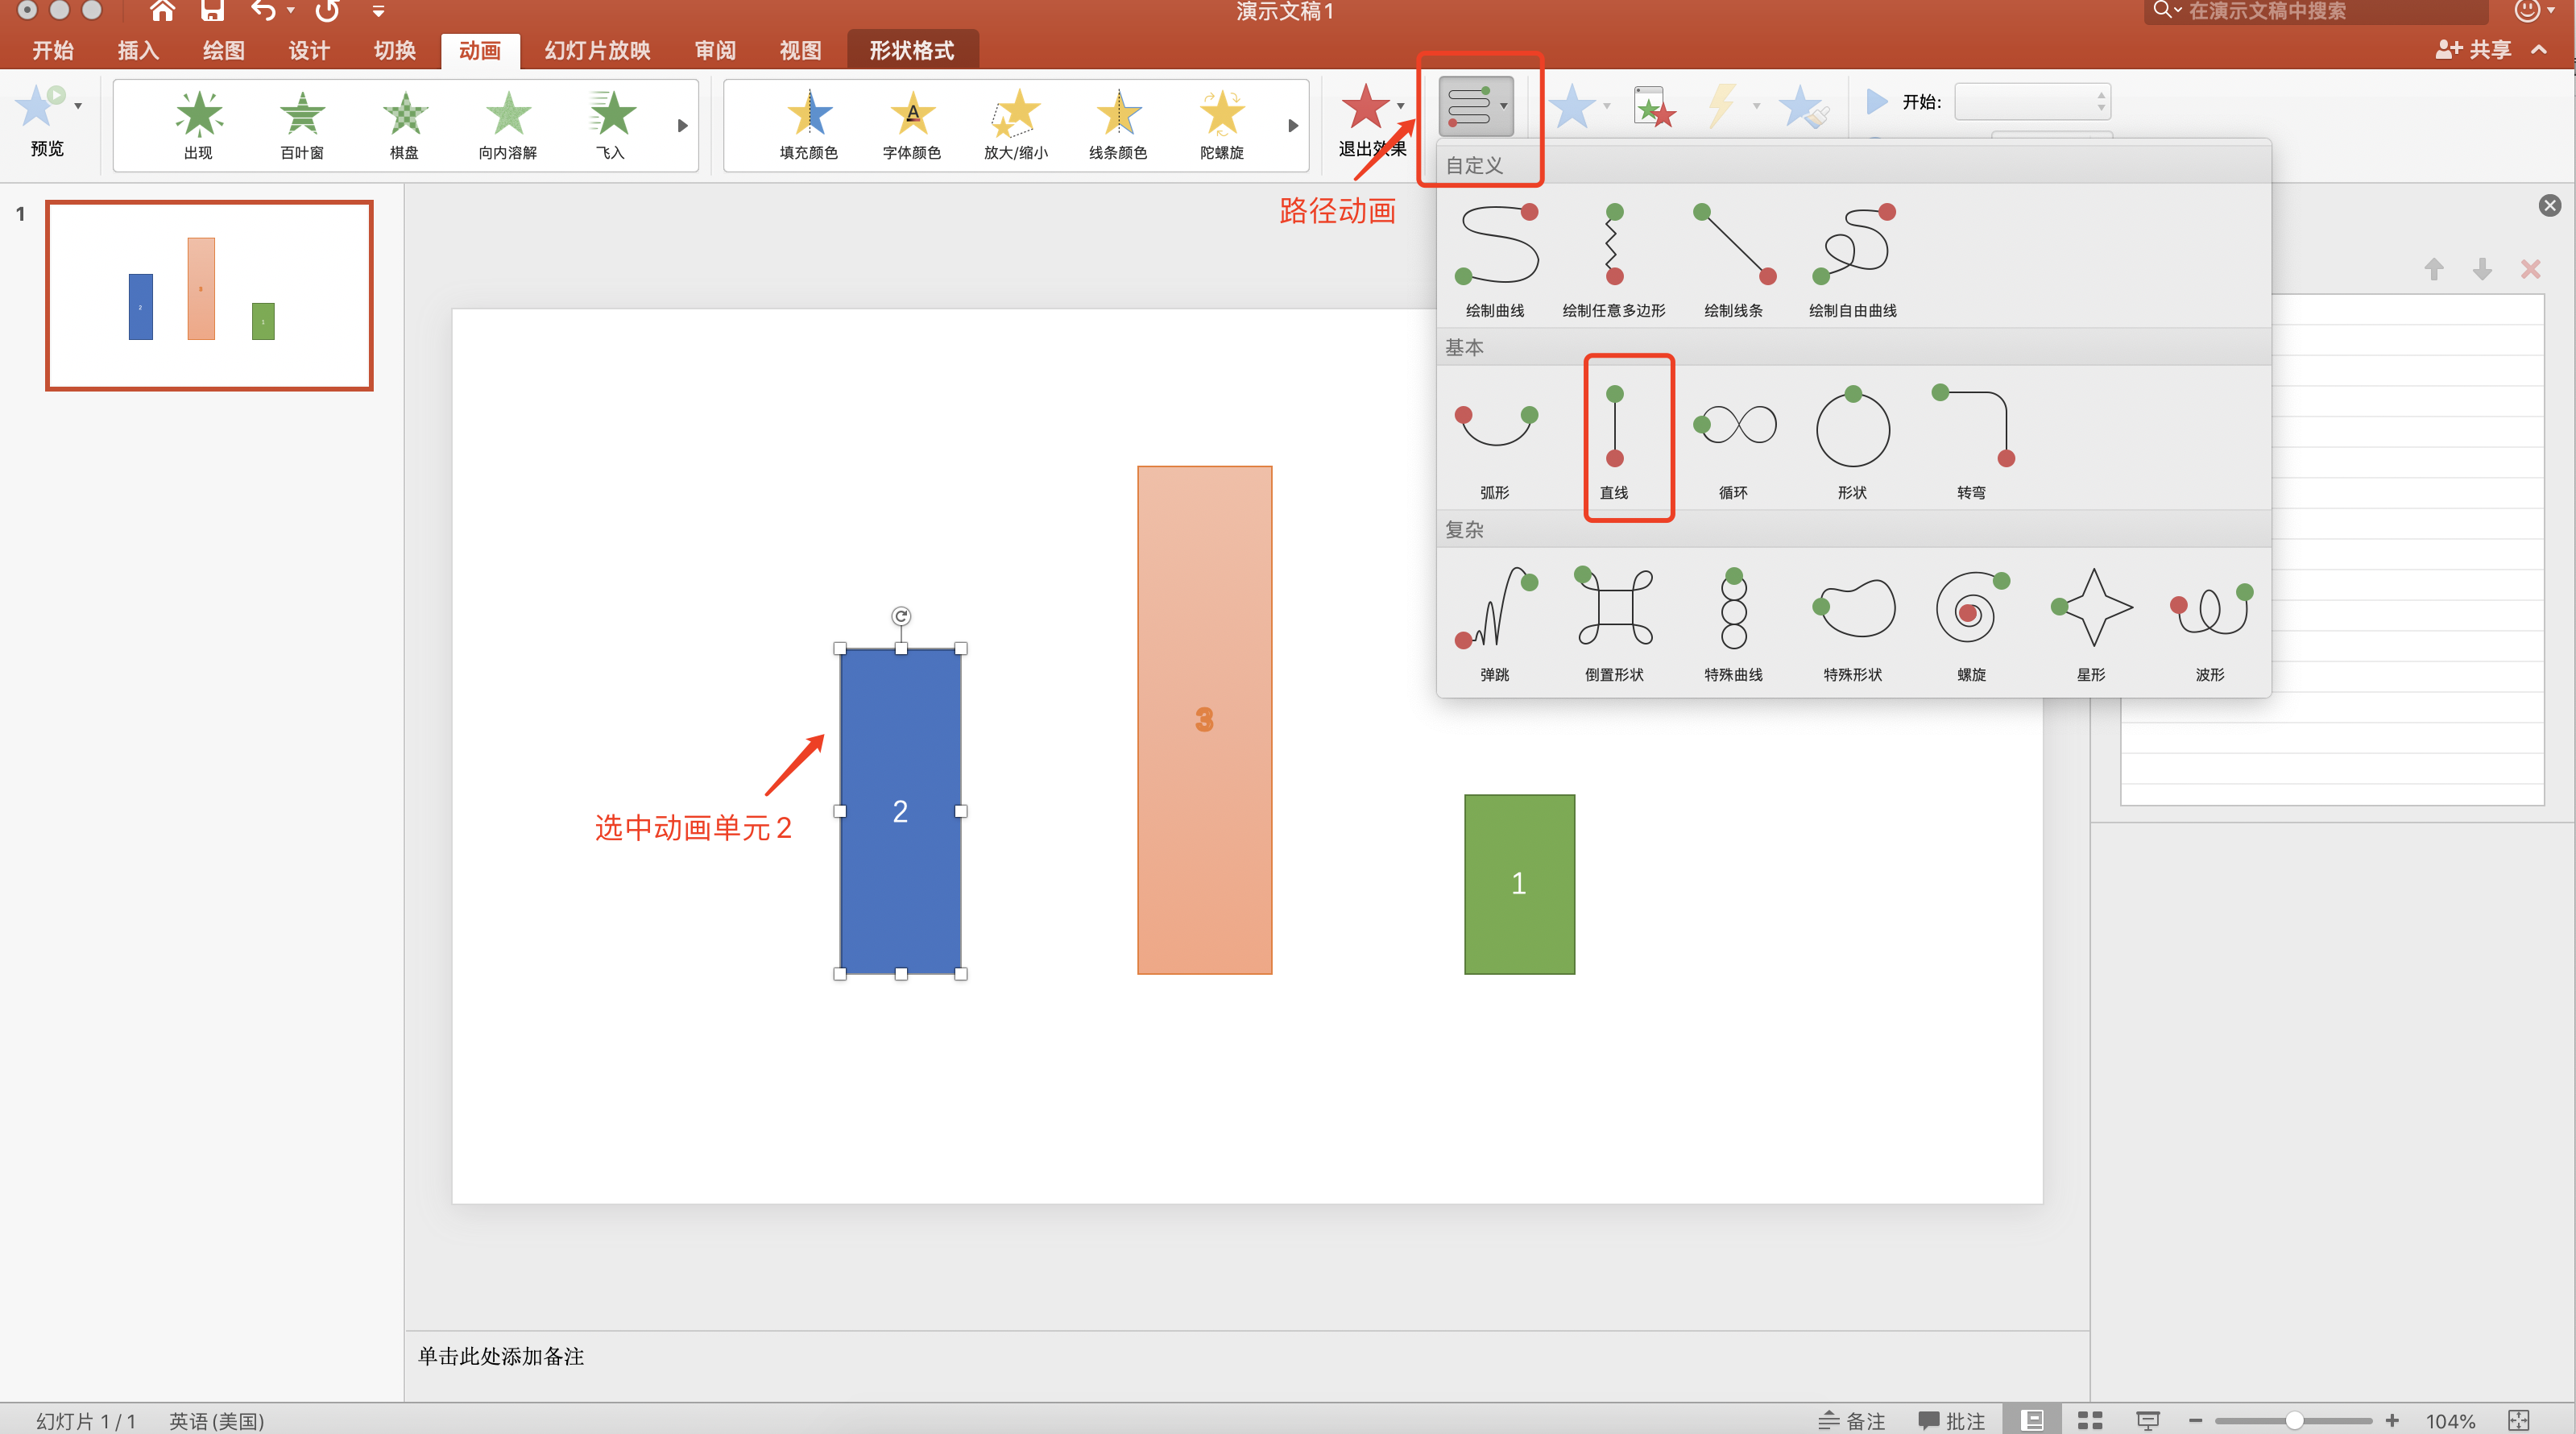 演示文稿1
在演示文稿中搜索
开始 插入 绘图 设计 切换 动画 幻灯片放映 审阅 视图 形状格式
共享
预览
出现 百叶窗 棋盘 向内溶解 飞入
填充颜色 字体颜色 放大/缩小 线条颜色 陀螺旋
退出效果
开始:
路径动画
自定义
绘制曲线 绘制任意多边形 绘制线条 绘制自由曲线
基本
弧形 直线 循环 形状 转弯
复杂
弹跳 倒置形状 特殊曲线 特殊形状 螺旋 星形 波形
1
2
3
1
2
3
1
选中动画单元2
单击此处添加备注
幻灯片 1 / 1 英语 (美国)
备注 批注 104%